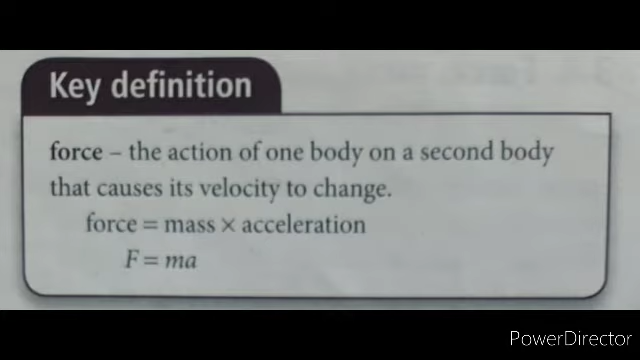 Key definition
force – the action of one body on a second body
that causes its velocity to change.
force = mass × acceleration
F = ma
PowerDirector